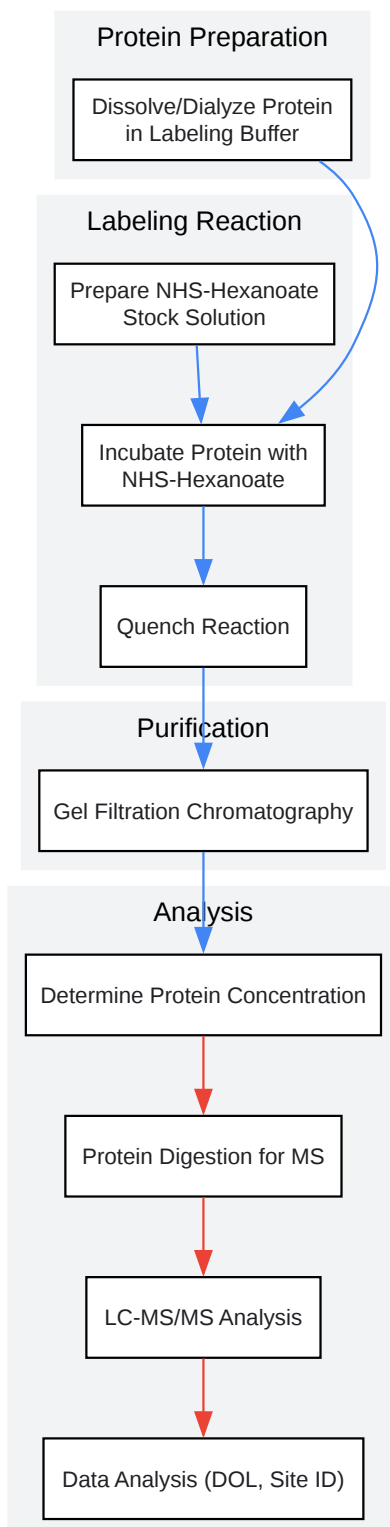 Protein Preparation
Dissolve/Dialyze Protein
in Labeling Buffer
Labeling Reaction
Prepare NHS-Hexanoate
Stock Solution
Incubate Protein with
NHS-Hexanoate
Quench Reaction
Purification
Gel Filtration Chromatography
Analysis
Determine Protein Concentration
Protein Digestion for MS
LC-MS/MS Analysis
Data Analysis (DOL, Site ID)